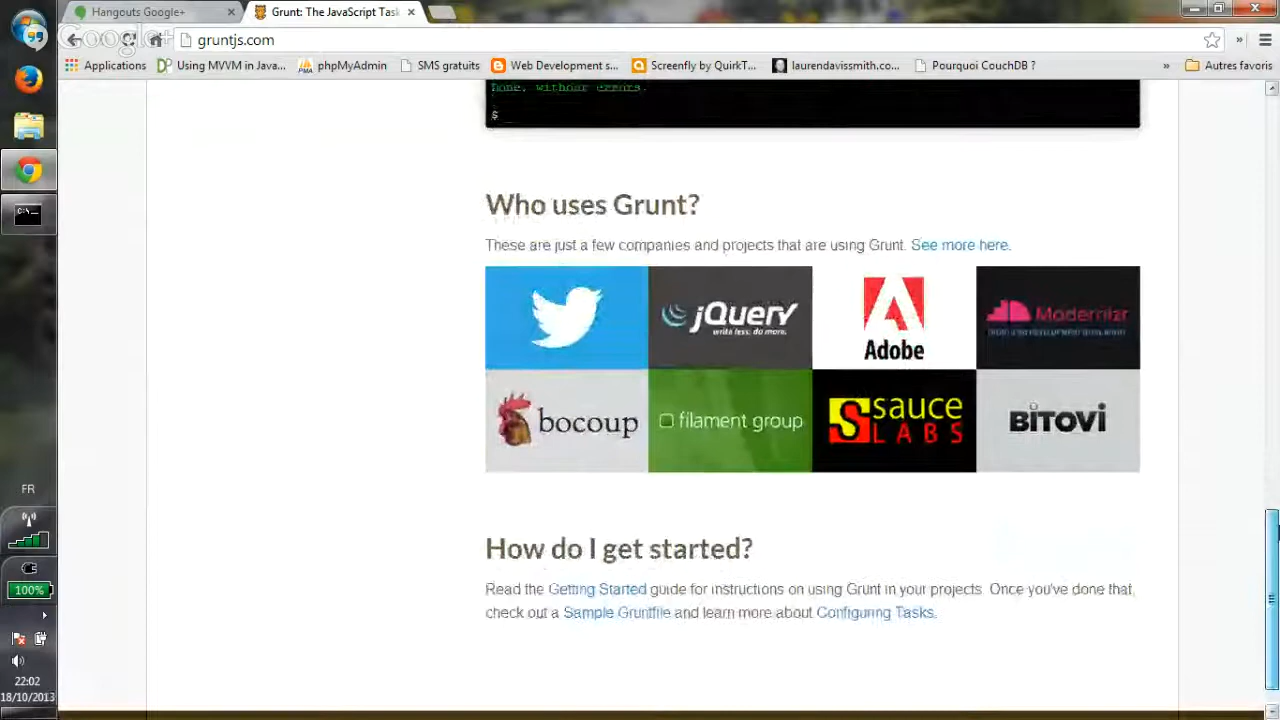 Hangouts Google+
Grunt: The JavaScript Tas
Google+
gruntjs.com
Applications
Using MVVM in Java...
phpMyAdmin
SMS gratuits
Web Development s...
Screenfly by QuirkT...
laurendavissmith.co...
Pourquoi CouchDB ?
»
Autres favoris
Done, without errors.
$
Who uses Grunt?
These are just a few companies and projects that are using Grunt. See more here.
jQuery
write less. do more.
Adobe
Modernizr
bocoup
filament group
S sauce
LABS
BiTOVi
How do I get started?
Read the Getting Started guide for instructions on using Grunt in your projects. Once you've done that,
check out a Sample Gruntfile and learn more about Configuring Tasks.
C:\
FR
100%
22:02
18/10/2013